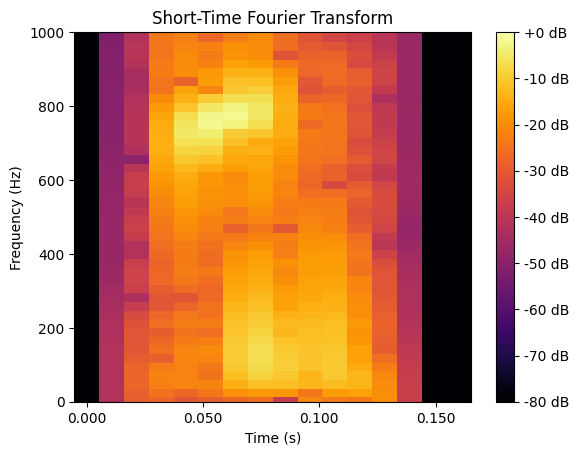 Short-Time Fourier Transform
1000
800
600
400
200
0
Frequency (Hz)
0.000
0.050
0.100
0.150
Time (s)
+0 dB
-10 dB
-20 dB
-30 dB
-40 dB
-50 dB
-60 dB
-70 dB
-80 dB